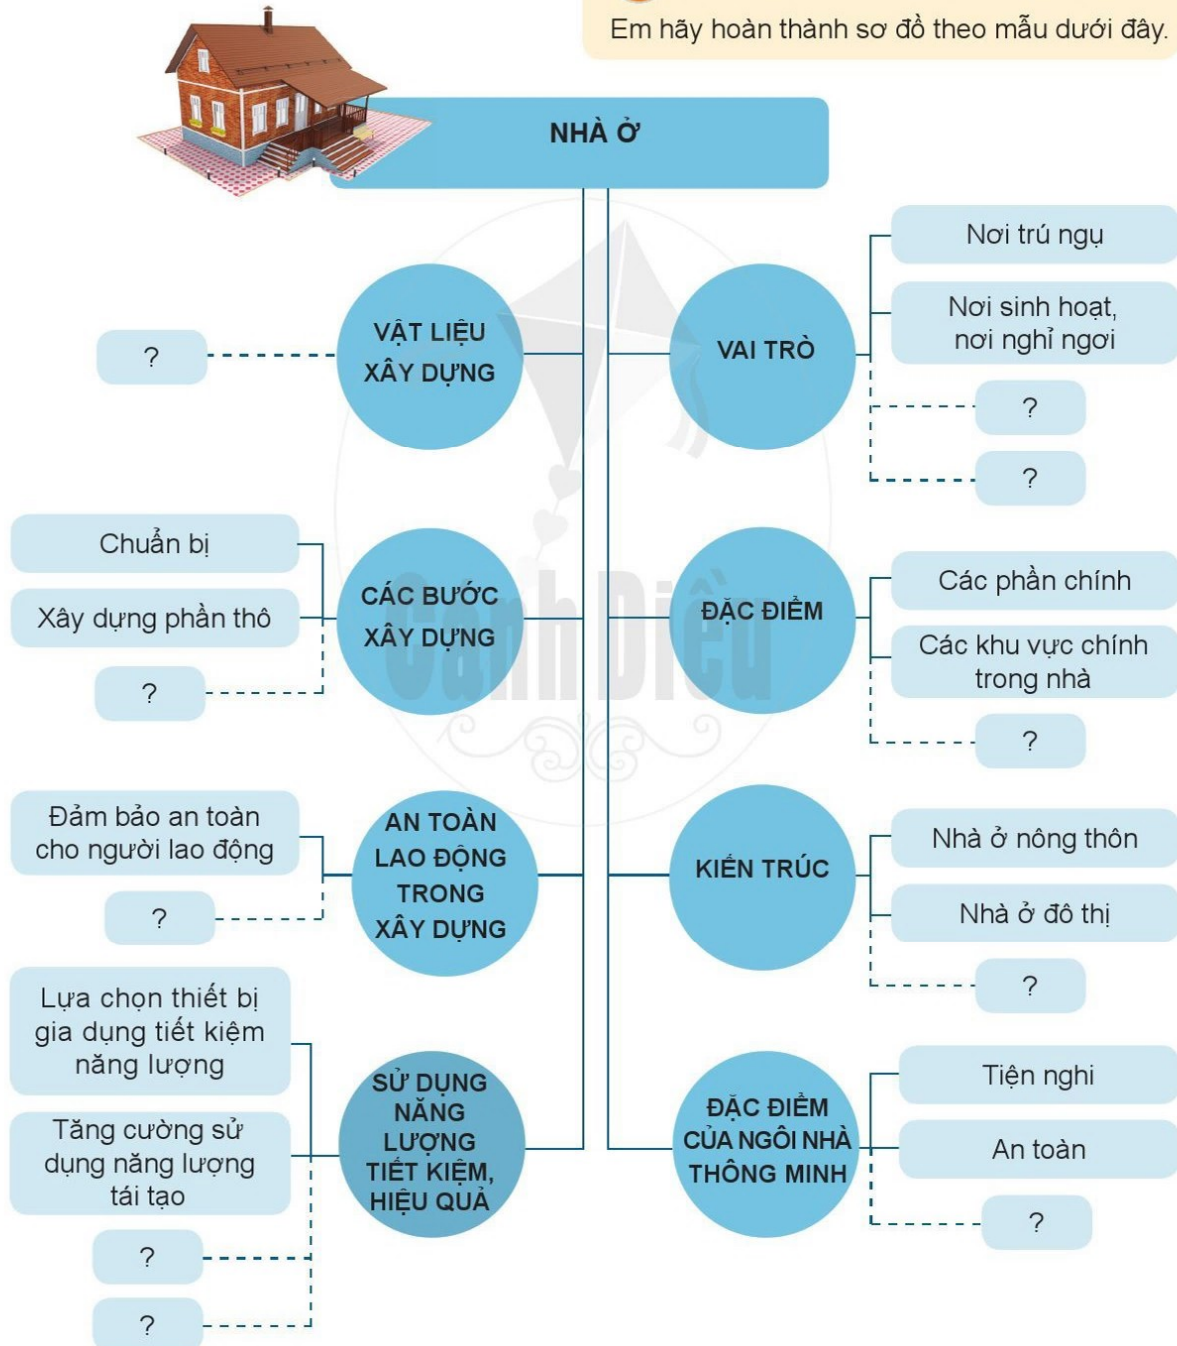 Em hãy hoàn thành sơ đồ theo mẫu dưới đây.
NHÀ Ở
VẬT LIỆU
XÂY DỰNG
?
CÁC BƯỚC
XÂY DỰNG
Chuẩn bị
Xây dựng phần thô
?
AN TOÀN
LAO ĐỘNG
TRONG
XÂY DỰNG
Đảm bảo an toàn
cho người lao động
?
SỬ DỤNG
NĂNG
LƯỢNG
TIẾT KIỆM,
HIỆU QUẢ
Lựa chọn thiết bị
gia dụng tiết kiệm
năng lượng
Tăng cường sử
dụng năng lượng
tái tạo
?
?
VAI TRÒ
Nơi trú ngụ
Nơi sinh hoạt,
nơi nghỉ ngơi
?
?
ĐẶC ĐIỂM
Các phần chính
Các khu vực chính
trong nhà
?
KIẾN TRÚC
Nhà ở nông thôn
Nhà ở đô thị
?
ĐẶC ĐIỂM
CỦA NGÔI NHÀ
THÔNG MINH
Tiện nghi
An toàn
?
Cánh Diều